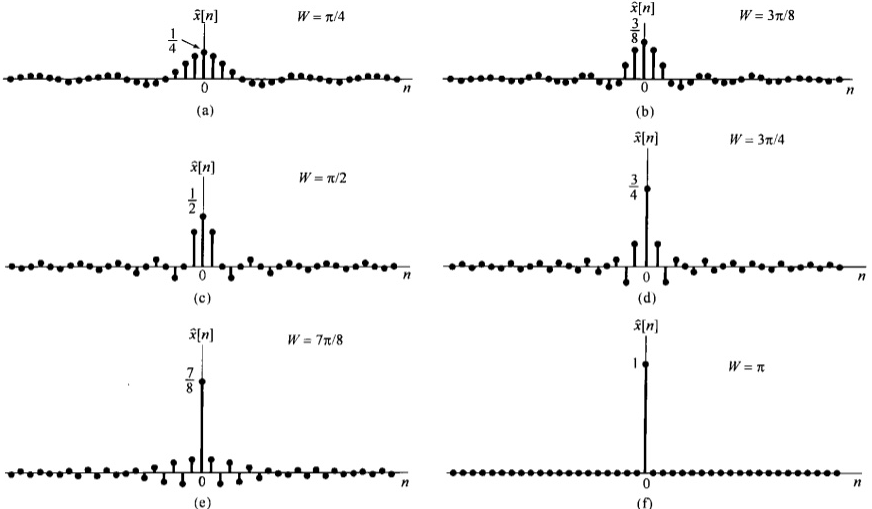 x̂[n]
W = π/4
1/4
0
n
(a)
x̂[n]
W = 3π/8
3/8
0
n
(b)
x̂[n]
W = π/2
1/2
0
n
(c)
x̂[n]
W = 3π/4
3/4
0
n
(d)
x̂[n]
W = 7π/8
7/8
0
n
(e)
x̂[n]
W = π
1
0
n
(f)